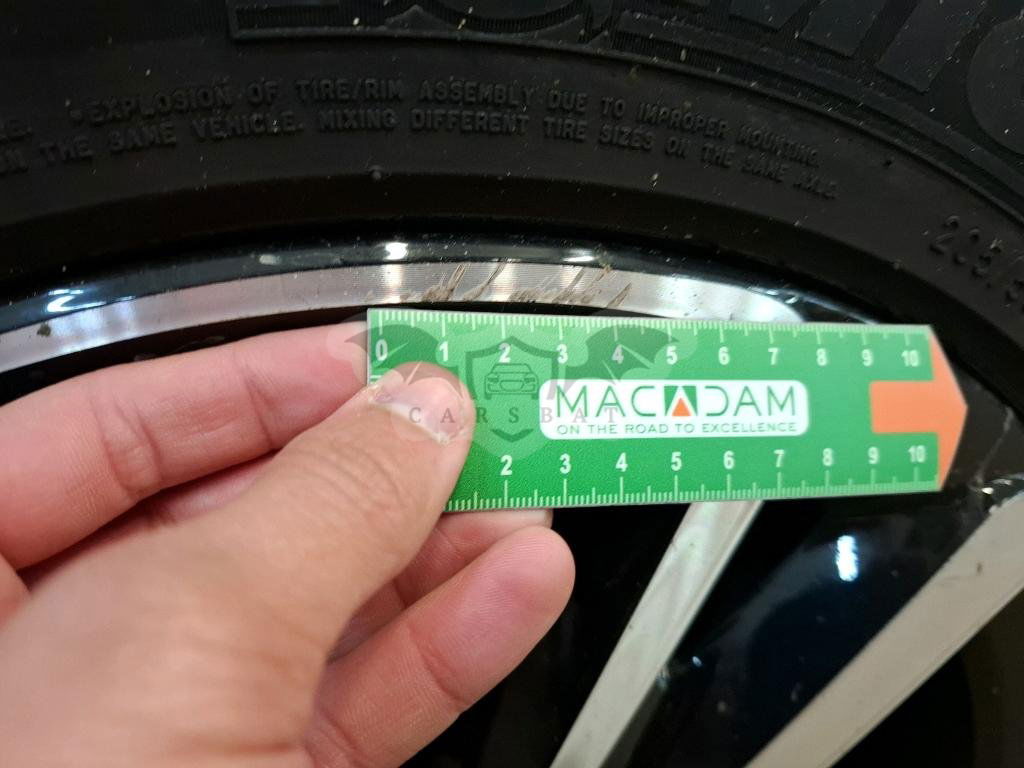 EXPLOSION OF TIRE/RIM ASSEMBLY DUE TO IMPROPER MOUNTING.
THE SAME VEHICLE. MIXING DIFFERENT TIRE SIZES ON THE SAME AXLE
205/
0 1 2 3 4 5 6 7 8 9 10
MACADAM
ON THE ROAD TO EXCELLENCE
CARSBAT
2 3 4 5 6 7 8 9 10